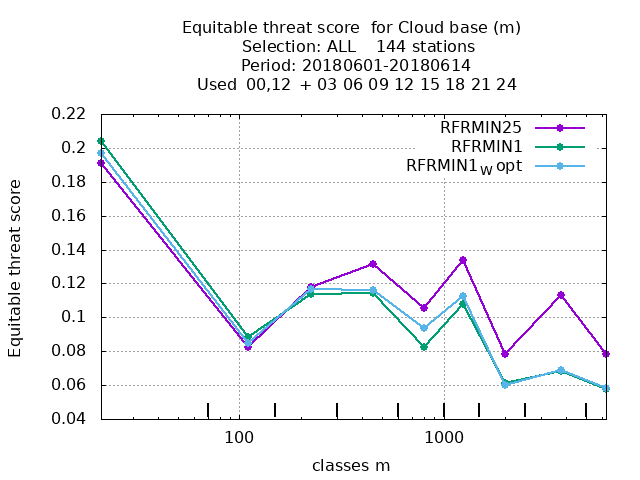 Equitable threat score  for Cloud base (m)
Selection: ALL    144 stations
Period: 20180601-20180614
Used  00,12  + 03 06 09 12 15 18 21 24
RFRMIN25
RFRMIN1
RFRMIN1W opt
0.22
0.2
0.18
0.16
0.14
0.12
0.1
0.08
0.06
0.04
Equitable threat score
100
1000
classes m